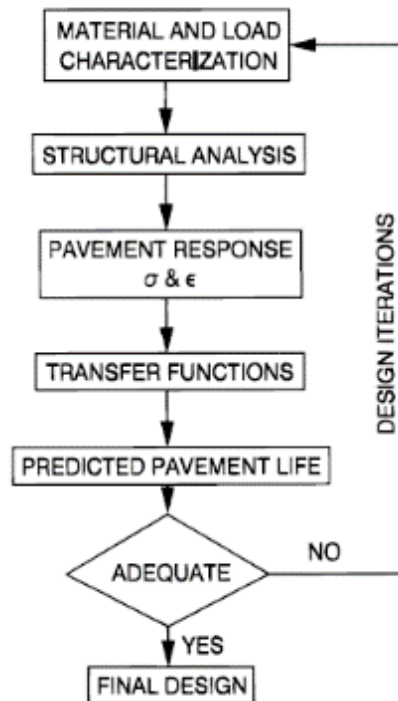 MATERIAL AND LOAD
CHARACTERIZATION
STRUCTURAL ANALYSIS
PAVEMENT RESPONSE
σ & ϵ
TRANSFER FUNCTIONS
PREDICTED PAVEMENT LIFE
ADEQUATE
NO
YES
FINAL DESIGN
DESIGN ITERATIONS